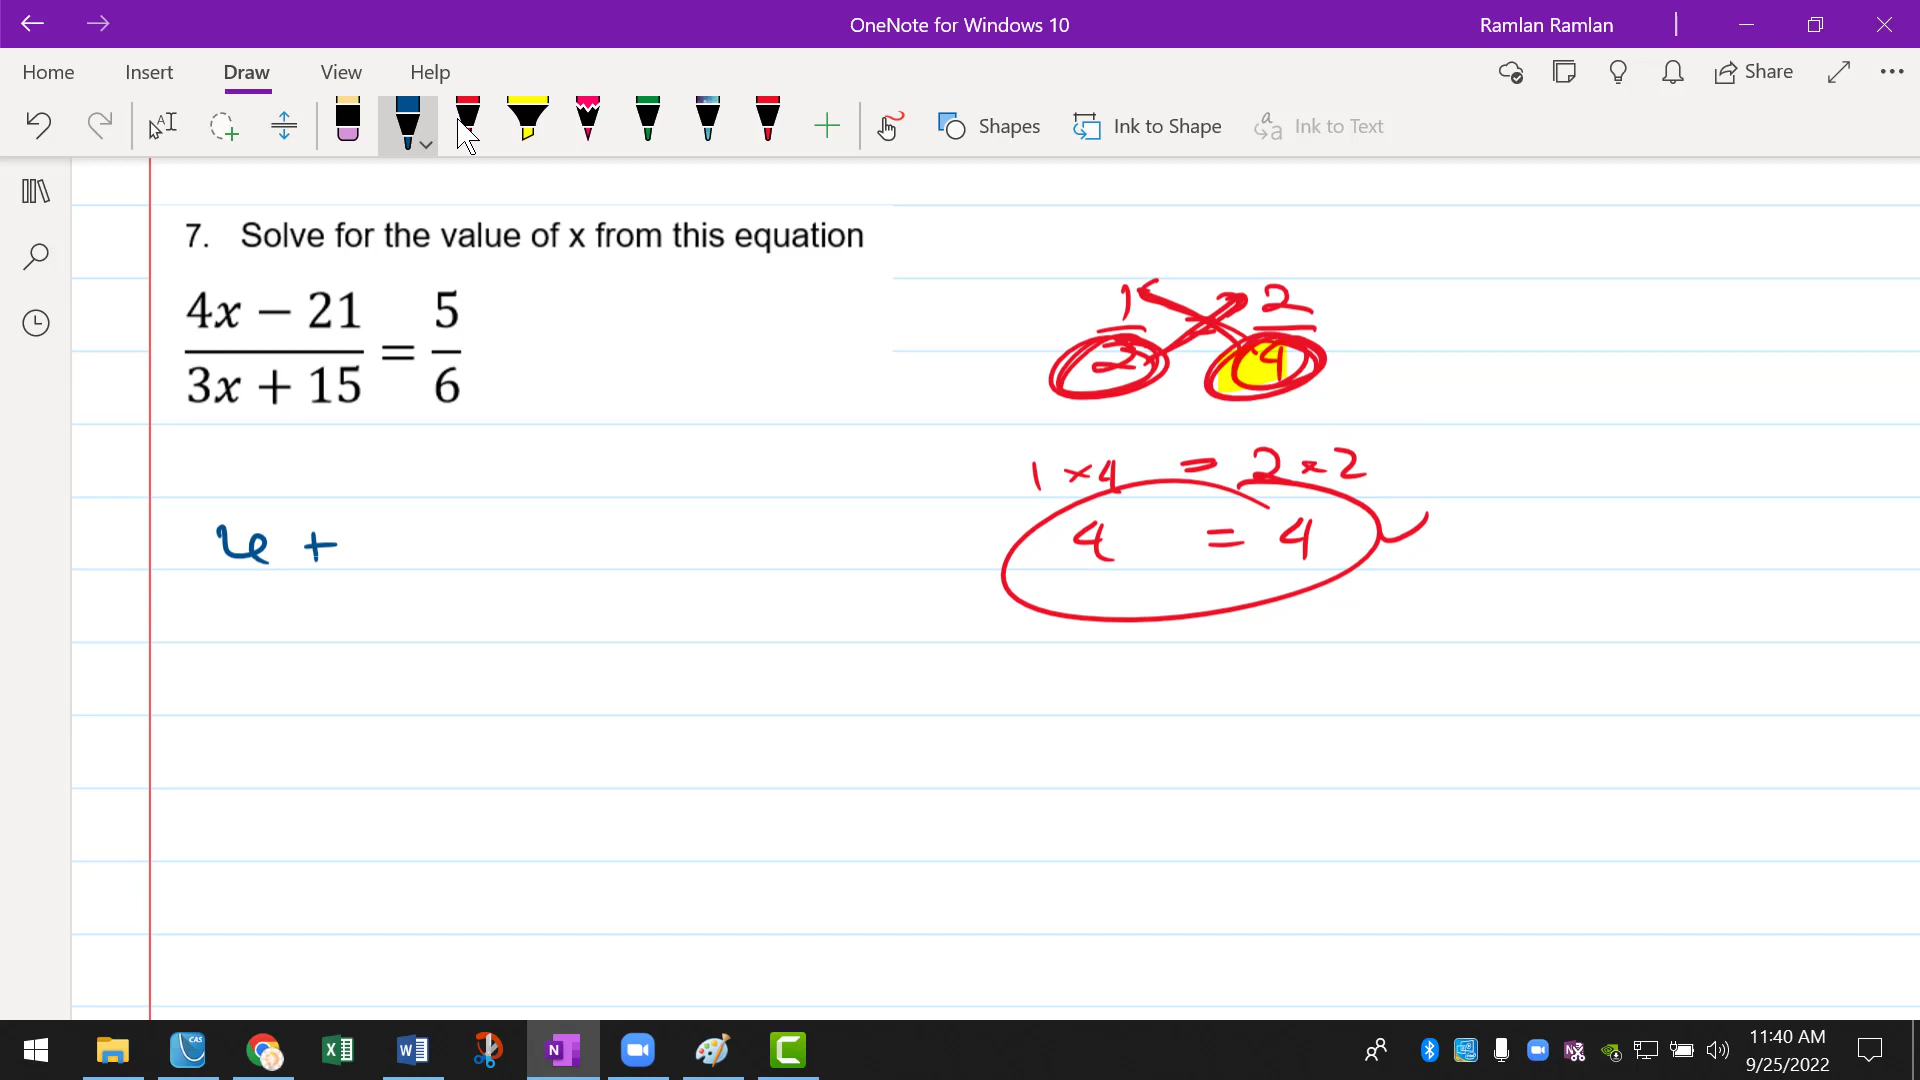 OneNote for Windows 10
Ramlan Ramlan
Home Insert Draw View Help
Share
Shapes Ink to Shape Ink to Text
7. Solve for the value of x from this equation
4x − 21 / 3x + 15 = 5 / 6
1 2
2 4
1 × 4 = 2 × 2
4 = 4
+
11:40 AM
9/25/2022